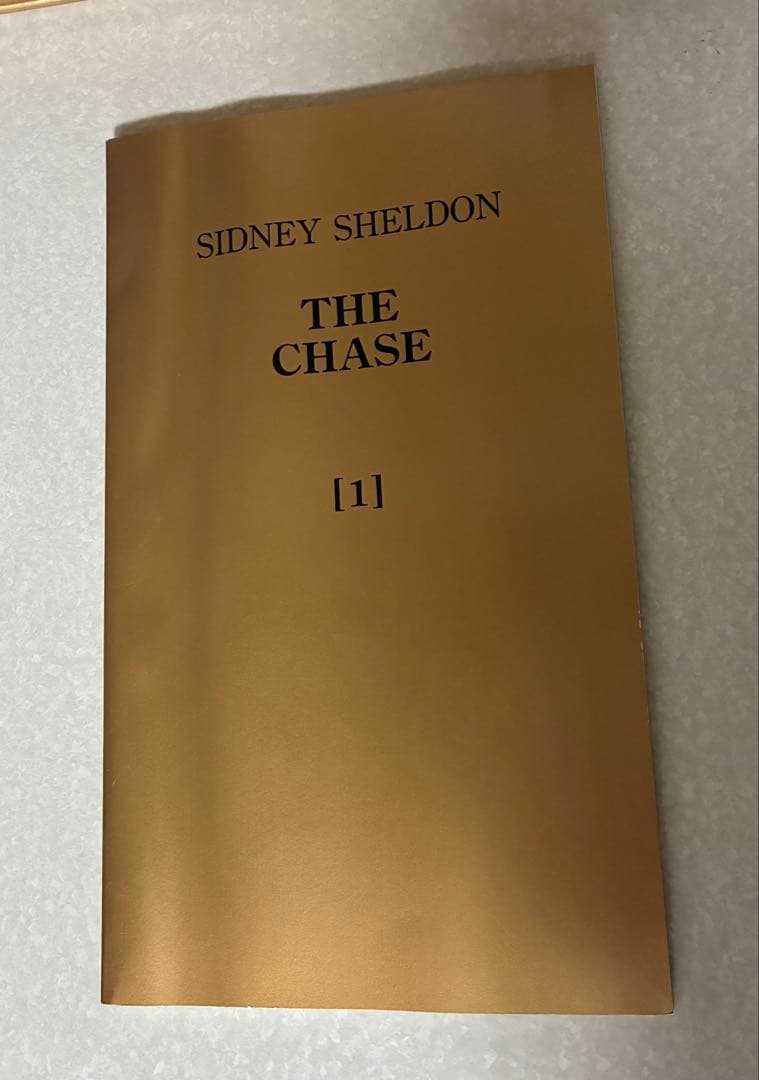 SIDNEY SHELDON
THE
CHASE
[1]